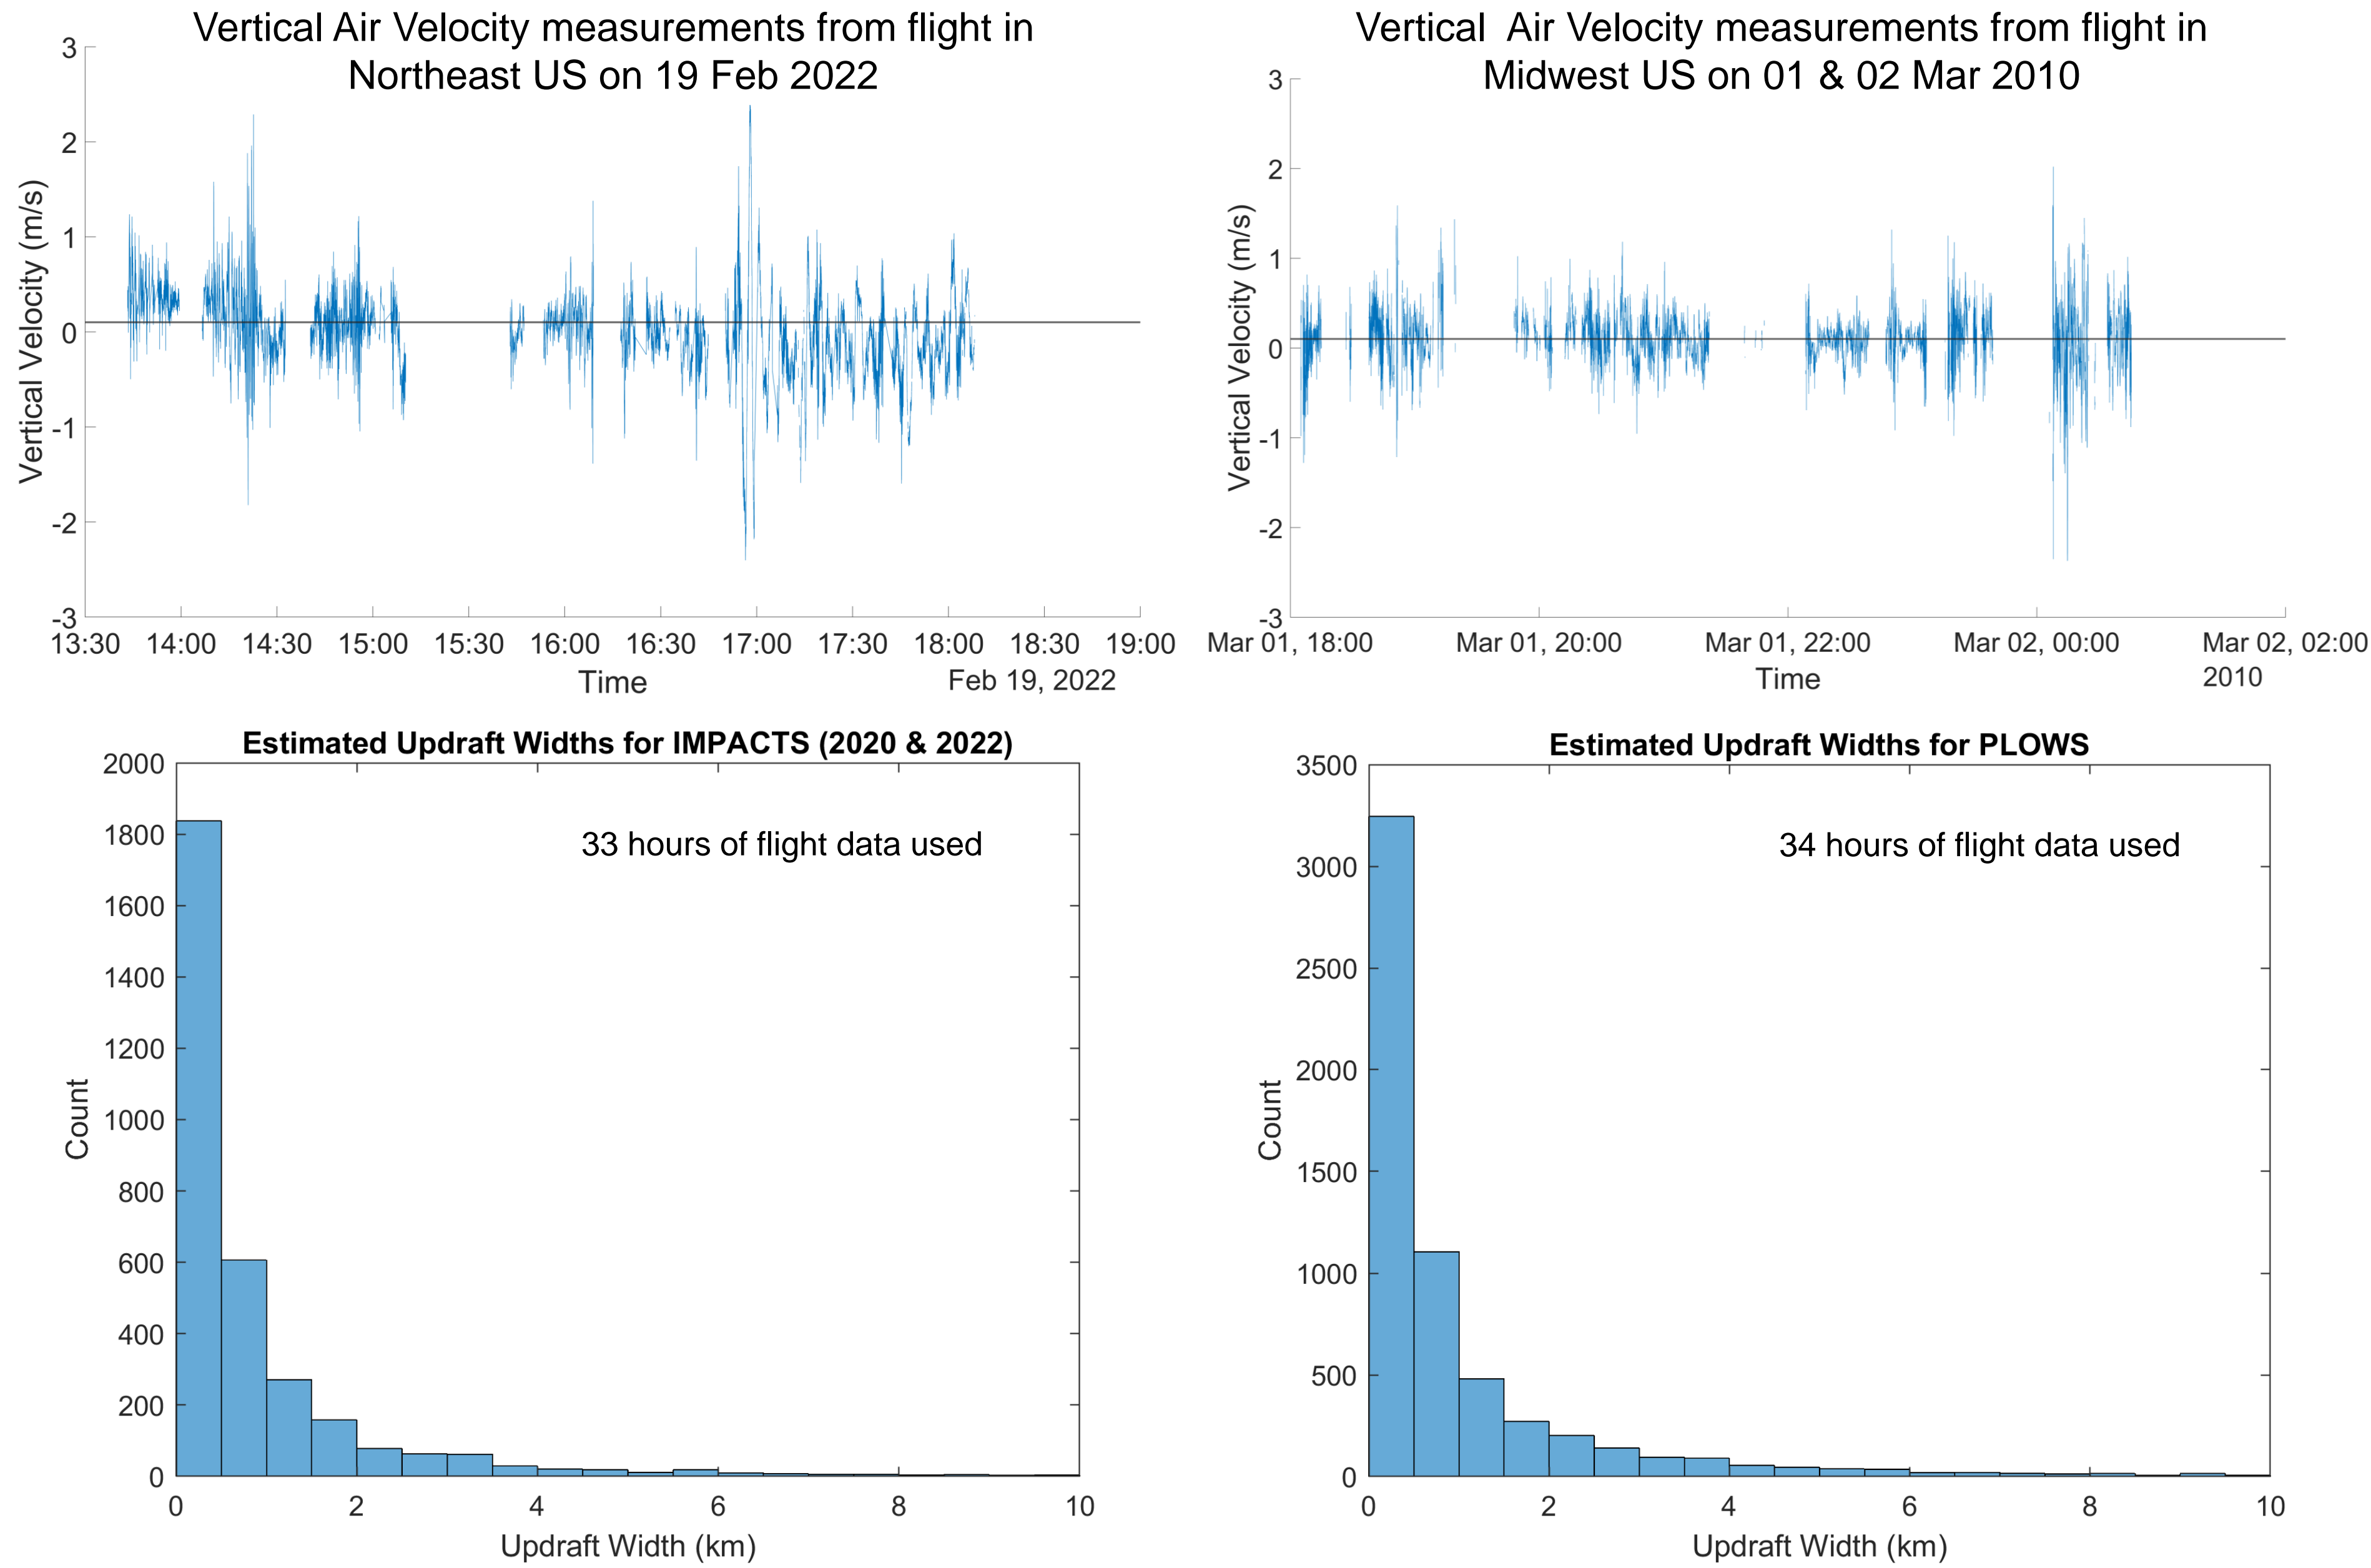 Vertical Air Velocity measurements from flight in
Northeast US on 19 Feb 2022
3
2
1
0
-1
-2
-3
Vertical Velocity (m/s)
13:30 14:00 14:30 15:00 15:30 16:00 16:30 17:00 17:30 18:00 18:30 19:00
Time
Feb 19, 2022
Vertical Air Velocity measurements from flight in
Midwest US on 01 & 02 Mar 2010
3
2
1
0
-1
-2
-3
Vertical Velocity (m/s)
Mar 01, 18:00 Mar 01, 20:00 Mar 01, 22:00 Mar 02, 00:00 Mar 02, 02:00
Time
2010
Estimated Updraft Widths for IMPACTS (2020 & 2022)
33 hours of flight data used
2000
1800
1600
1400
1200
1000
800
600
400
200
0
Count
0 2 4 6 8 10
Updraft Width (km)
Estimated Updraft Widths for PLOWS
34 hours of flight data used
3500
3000
2500
2000
1500
1000
500
0
Count
0 2 4 6 8 10
Updraft Width (km)